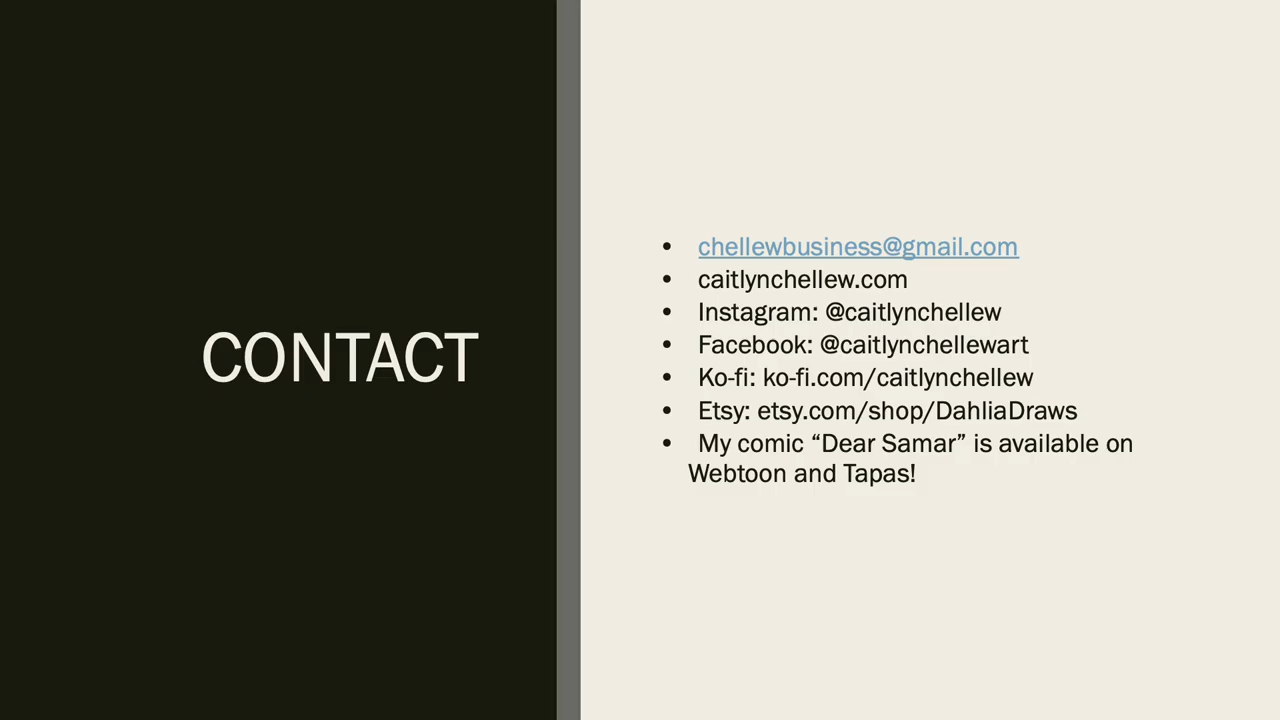 CONTACT
• chellewbusiness@gmail.com
• caitlynchellew.com
• Instagram: @caitlynchellew
• Facebook: @caitlynchellewart
• Ko-fi: ko-fi.com/caitlynchellew
• Etsy: etsy.com/shop/DahliaDraws
• My comic “Dear Samar” is available on
Webtoon and Tapas!